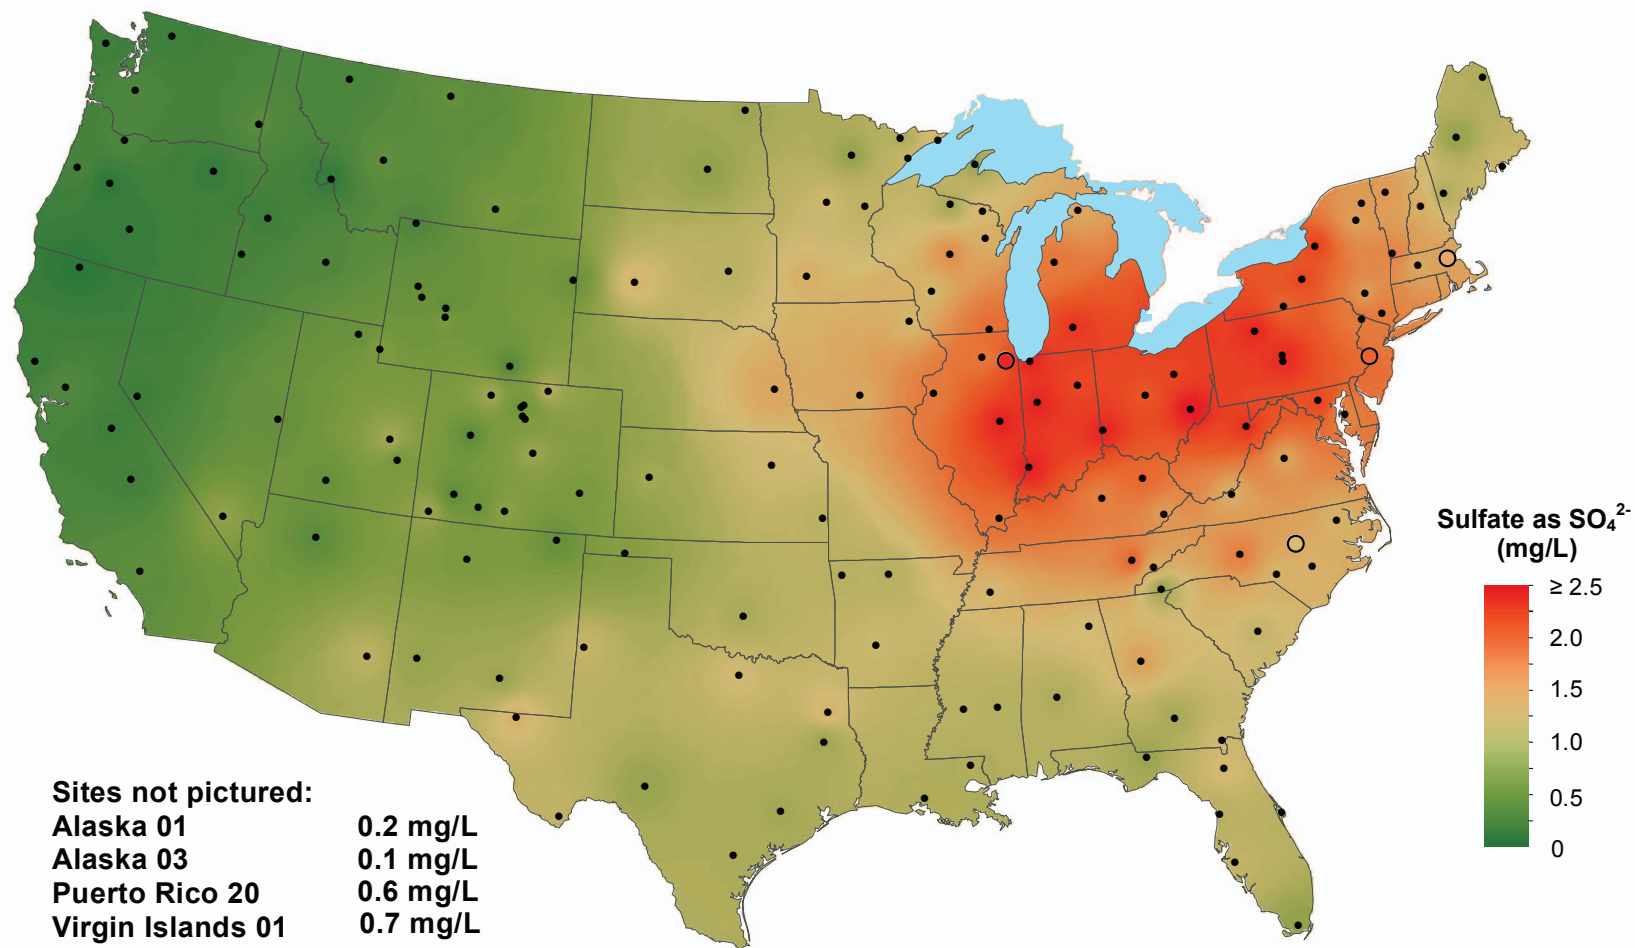 Sulfate as SO₄²⁻
(mg/L)
≥ 2.5
2.0
1.5
1.0
0.5
0
Sites not pictured:
Alaska 01 0.2 mg/L
Alaska 03 0.1 mg/L
Puerto Rico 20 0.6 mg/L
Virgin Islands 01 0.7 mg/L